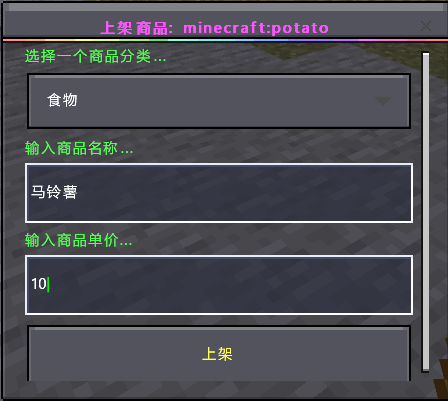 上架商品: minecraft:potato
选择一个商品分类...
食物
输入商品名称...
马铃薯
输入商品单价...
10
上架